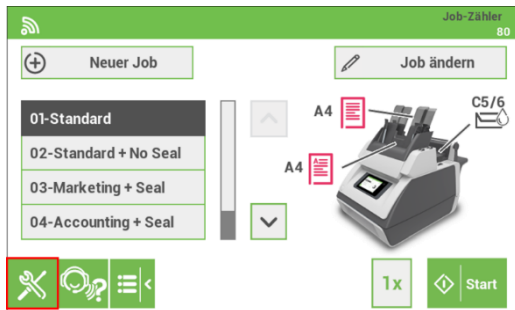 Job-Zähler
80
Neuer Job
Job ändern
01-Standard
02-Standard + No Seal
03-Marketing + Seal
04-Accounting + Seal
A4
C5/6
A4
1x
Start